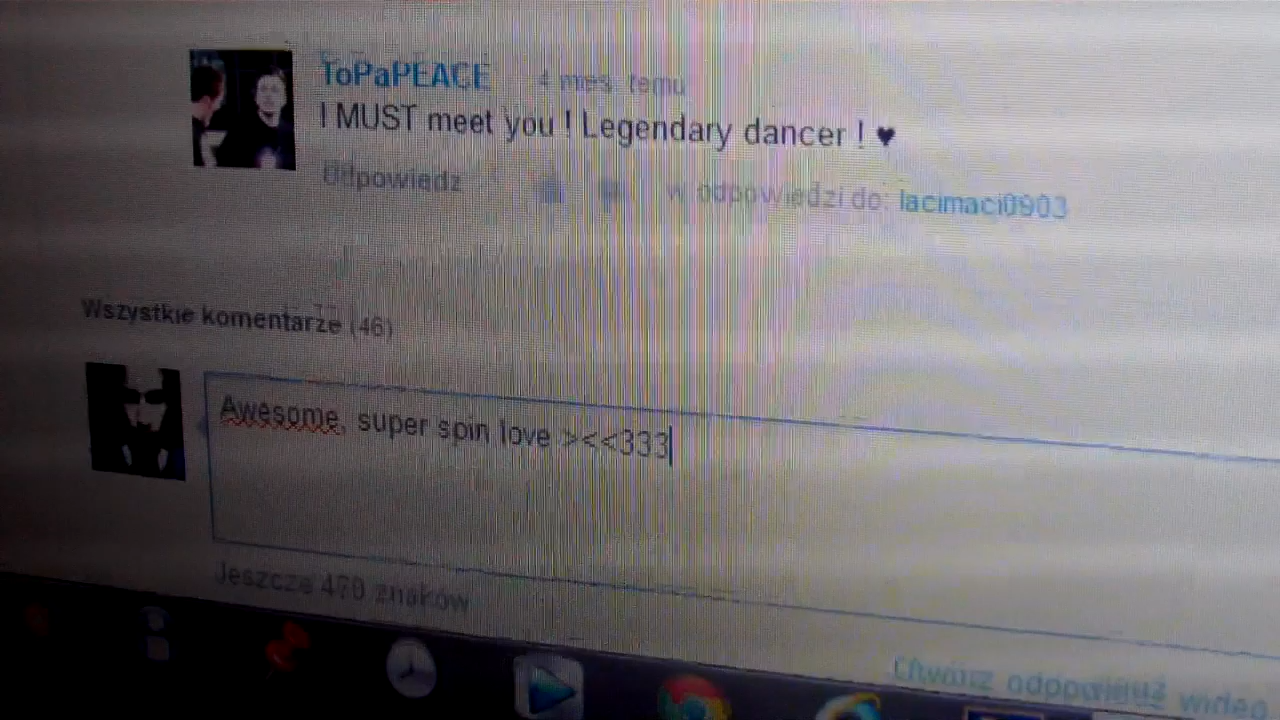 ToPaPEACE 4 mies. temu
I MUST meet you ! Legendary dancer ! ♥
Odpowiedz w odpowiedzi do: lacimaci0903
Wszystkie komentarze (46)
Awesome, super spin love ><<333
Jeszcze 470 znaków
Utwórz odpowiedź wideo